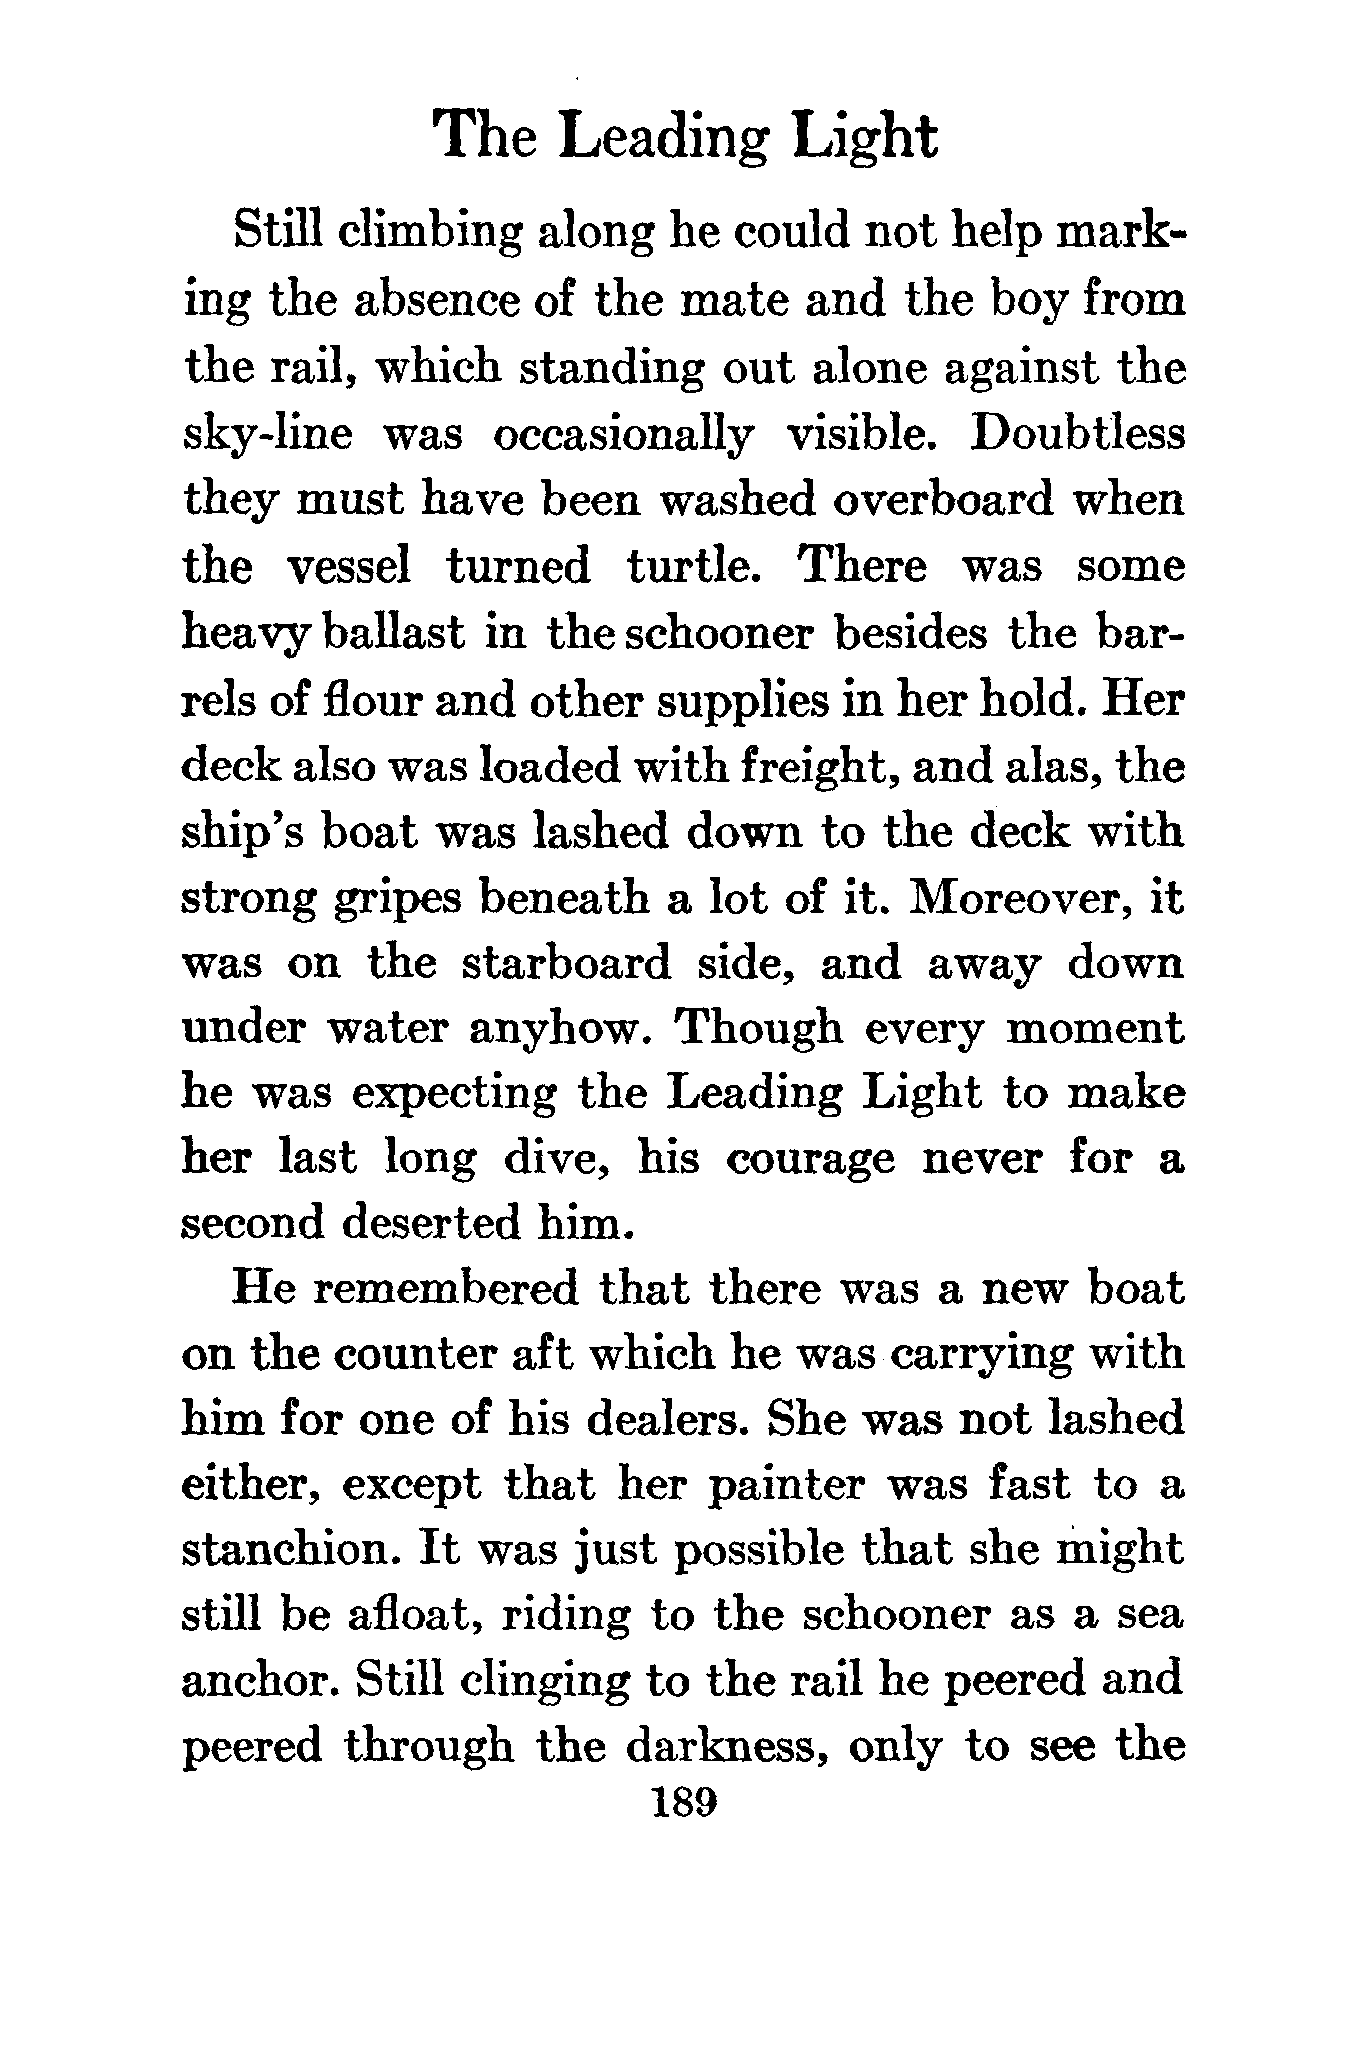 The Leading Light
Still climbing along he could not help mark-
ing the absence of the mate and the boy from
the rail, which standing out alone against the
sky-line was occasionally visible. Doubtless
they must have been washed overboard when
the vessel turned turtle. There was some
heavy ballast in the schooner besides the bar-
rels of flour and other supplies in her hold. Her
deck also was loaded with freight, and alas, the
ship's boat was lashed down to the deck with
strong gripes beneath a lot of it. Moreover, it
was on the starboard side, and away down
under water anyhow. Though every moment
he was expecting the Leading Light to make
her last long dive, his courage never for a
second deserted him.
He remembered that there was a new boat
on the counter aft which he was carrying with
him for one of his dealers. She was not lashed
either, except that her painter was fast to a
stanchion. It was just possible that she might
still be afloat, riding to the schooner as a sea
anchor. Still clinging to the rail he peered and
peered through the darkness, only to see the
189